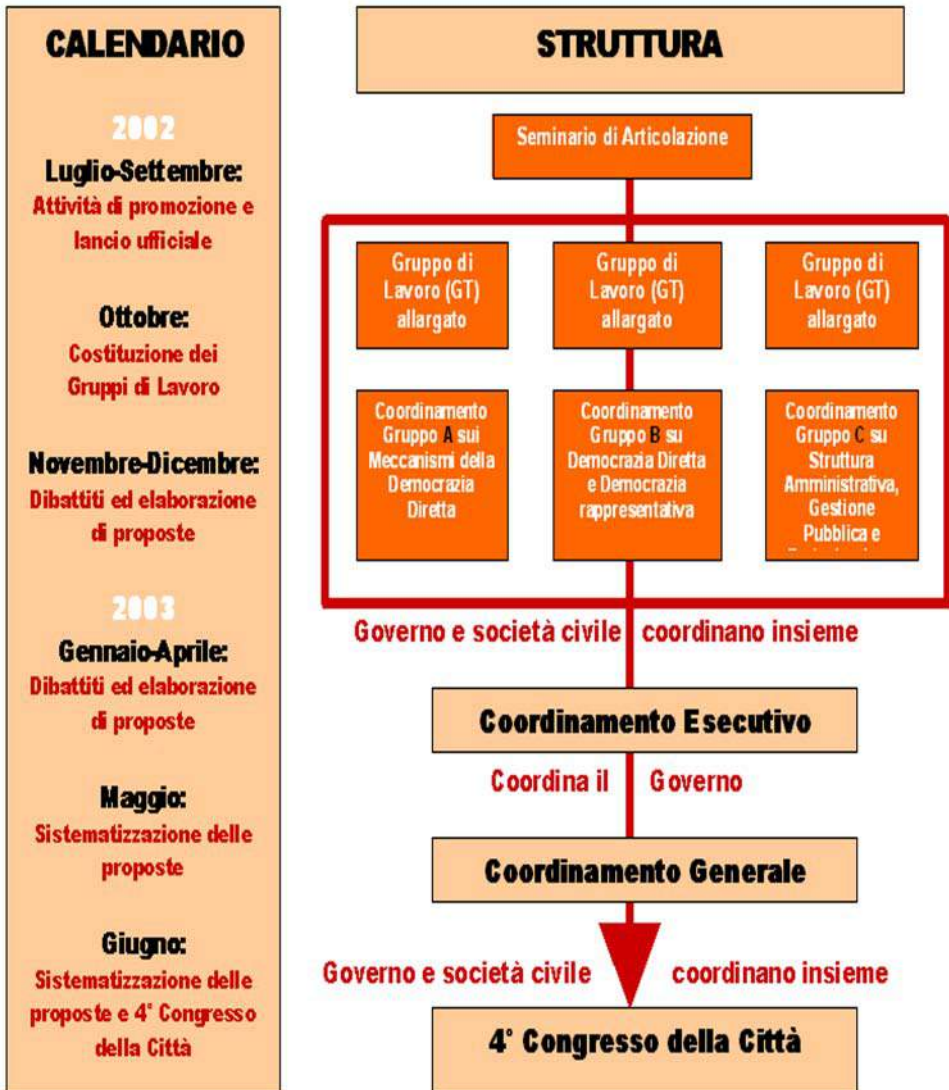 CALENDARIO
2002
Luglio-Settembre:
Attività di promozione e
lancio ufficiale
Ottobre:
Costituzione dei
Gruppi di Lavoro
Novembre-Dicembre:
Dibattiti ed elaborazione
di proposte
2003
Gennaio-Aprile:
Dibattiti ed elaborazione
di proposte
Maggio:
Sistematizzazione delle
proposte
Giugno:
Sistematizzazione delle
proposte e 4° Congresso
della Città
STRUTTURA
Seminario di Articolazione
Gruppo di
Lavoro (GT)
allargato
Gruppo di
Lavoro (GT)
allargato
Gruppo di
Lavoro (GT)
allargato
Coordinamento
Gruppo A sui
Meccanismi della
Democrazia
Diretta
Coordinamento
Gruppo B su
Democrazia Diretta
e Democrazia
rappresentativa
Coordinamento
Gruppo C su
Struttura
Amministrativa,
Gestione
Pubblica e
Governo e società civile coordinano insieme
Coordinamento Esecutivo
Coordina il Governo
Coordinamento Generale
Governo e società civile coordinano insieme
4° Congresso della Città